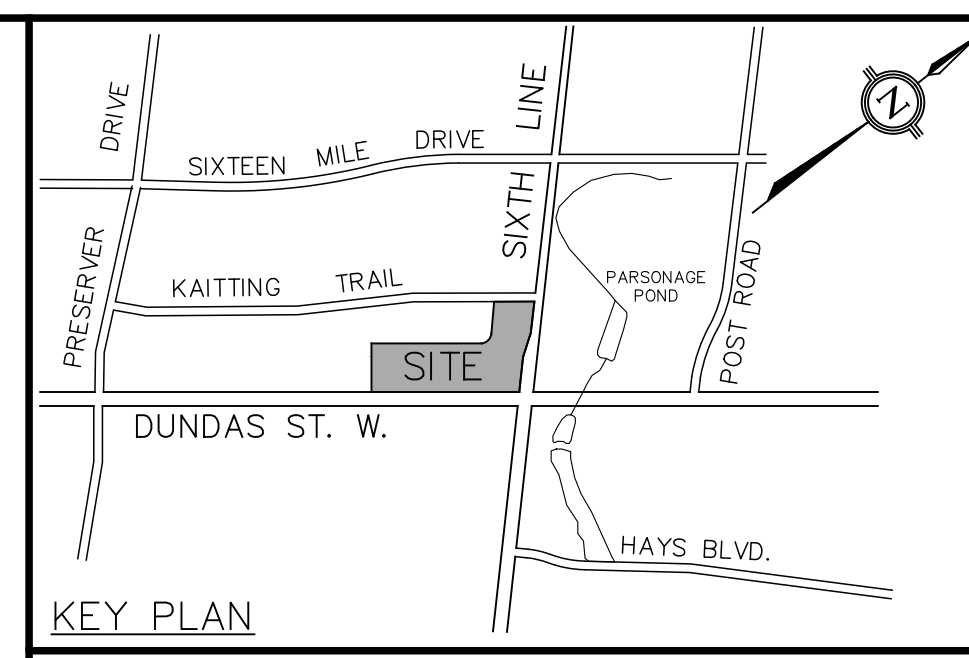 DRIVE
SIXTEEN MILE DRIVE
SIXTH LINE
PRESERVER
KAITTING TRAIL
PARSONAGE
POND
POST ROAD
SITE
DUNDAS ST. W.
HAYS BLVD.
KEY PLAN
N